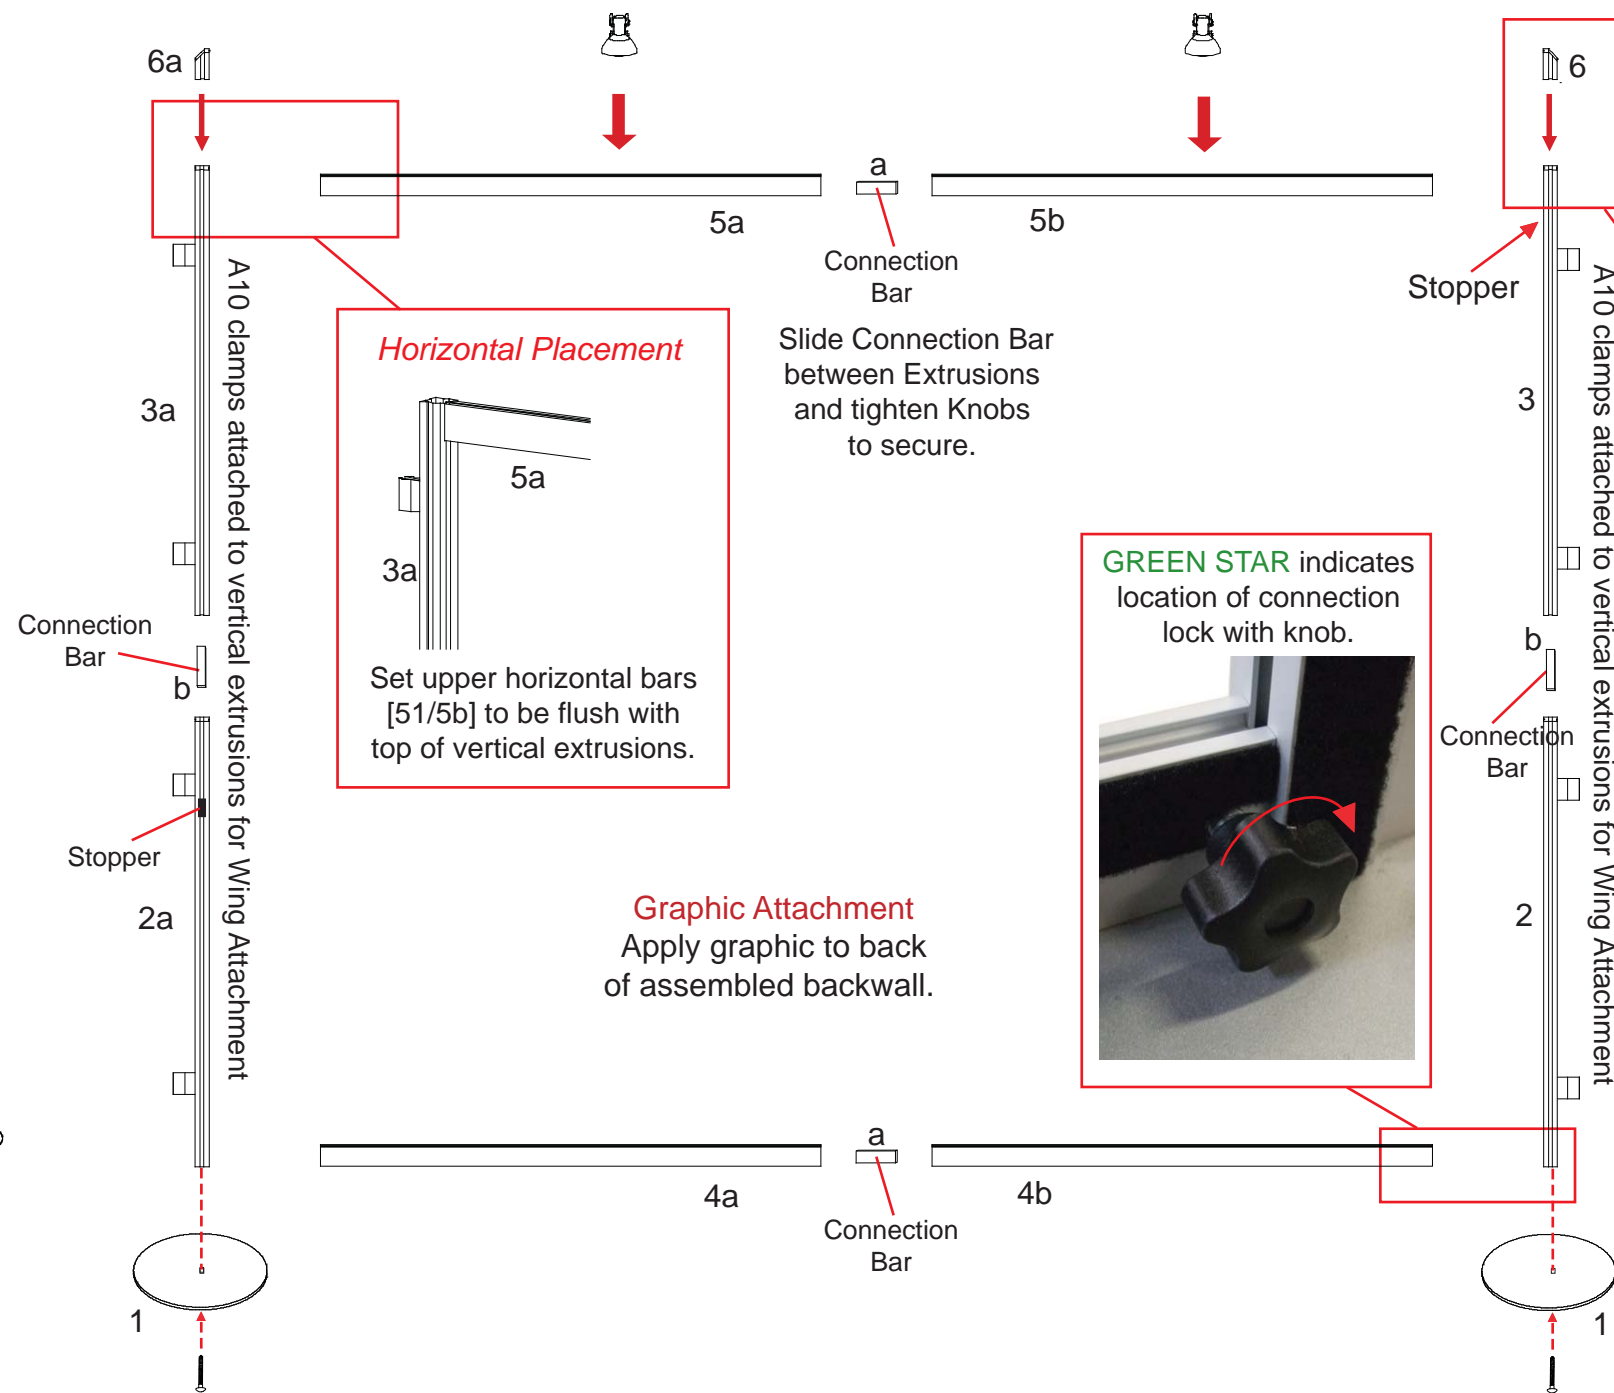 6a
6
a
5a
5b
Connection
Bar
Stopper
Slide Connection Bar
between Extrusions
and tighten Knobs
to secure.
A10 clamps attached to vertical extrusions for Wing Attachment
A10 clamps attached to vertical extrusions for Wing Attachment
Horizontal Placement
5a
3a
Set upper horizontal bars
[51/5b] to be flush with
top of vertical extrusions.
3a
3
GREEN STAR indicates
location of connection
lock with knob.
Connection
Bar
b
b
Connection
Bar
Stopper
2a
2
Graphic Attachment
Apply graphic to back
of assembled backwall.
a
4a
4b
Connection
Bar
1
1